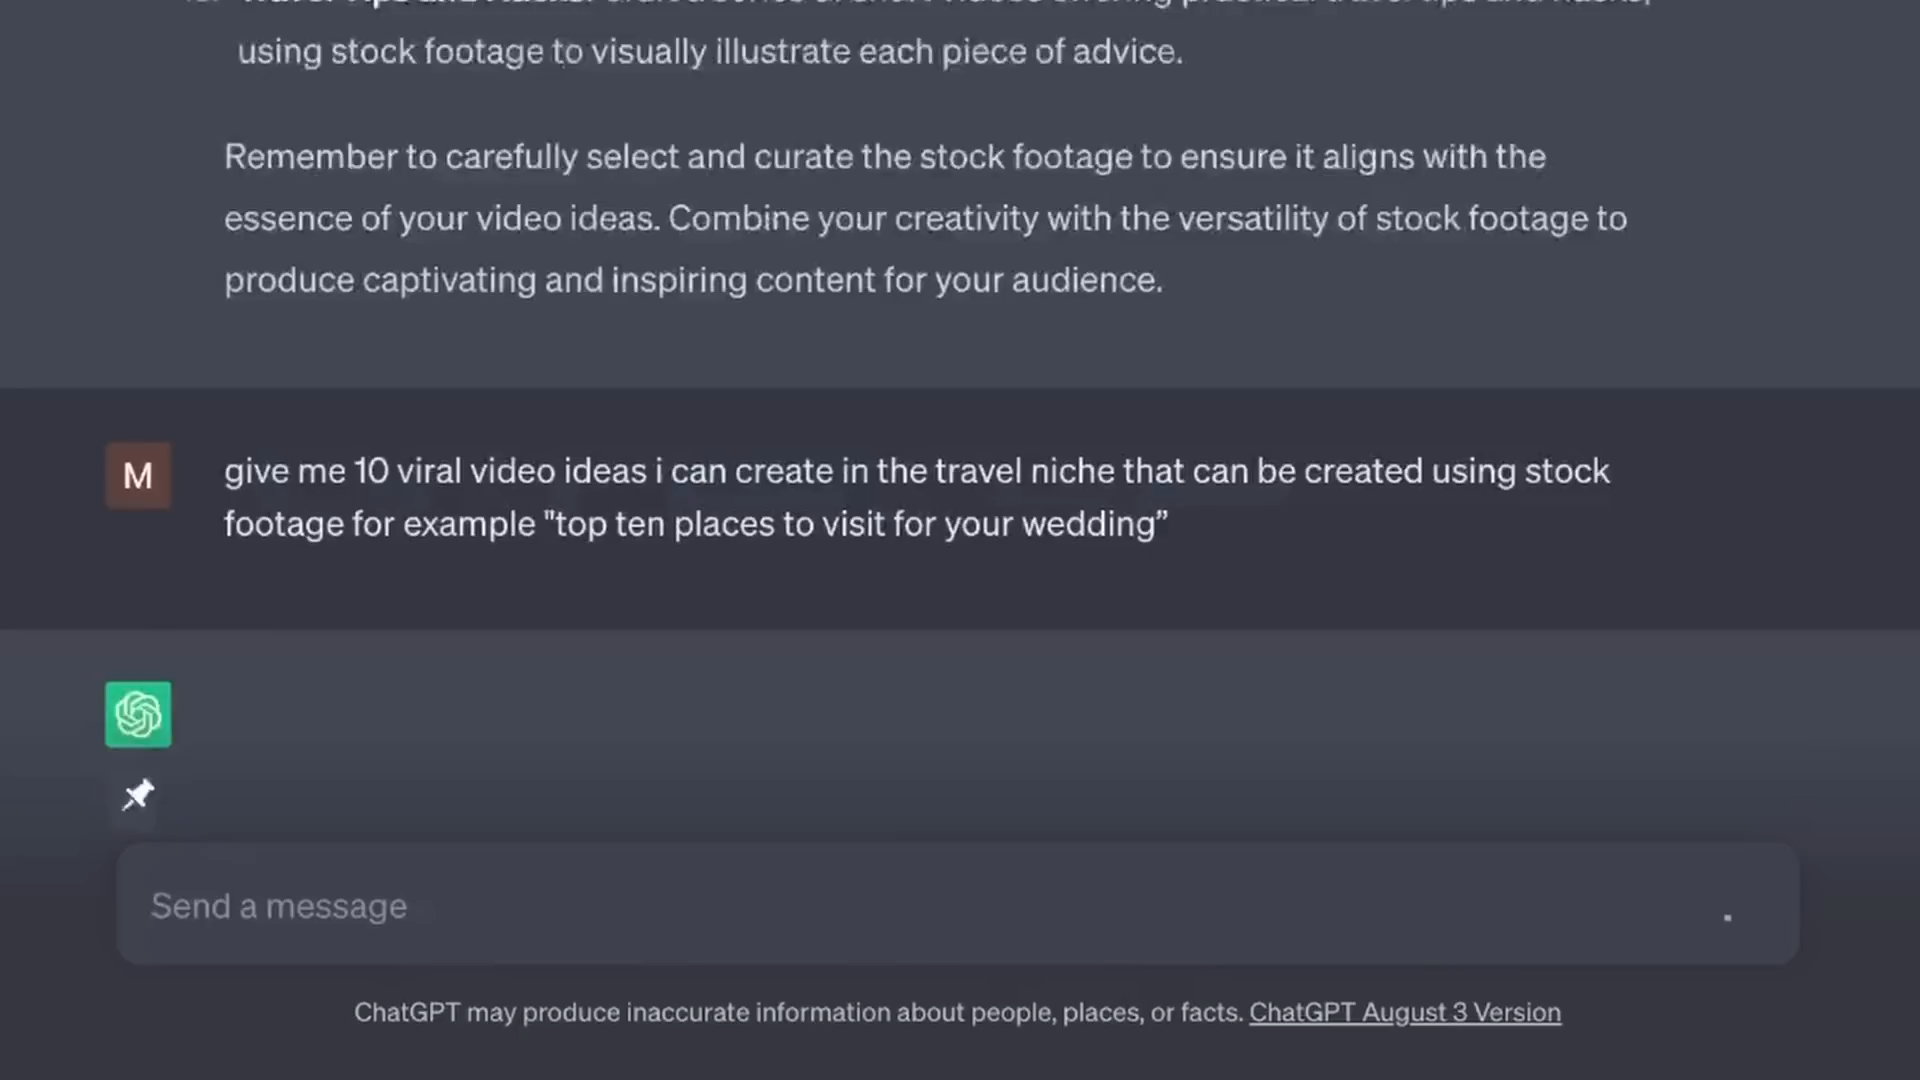 using stock footage to visually illustrate each piece of advice.
Remember to carefully select and curate the stock footage to ensure it aligns with the
essence of your video ideas. Combine your creativity with the versatility of stock footage to
produce captivating and inspiring content for your audience.
M
give me 10 viral video ideas i can create in the travel niche that can be created using stock
footage for example "top ten places to visit for your wedding”
Send a message
ChatGPT may produce inaccurate information about people, places, or facts. ChatGPT August 3 Version